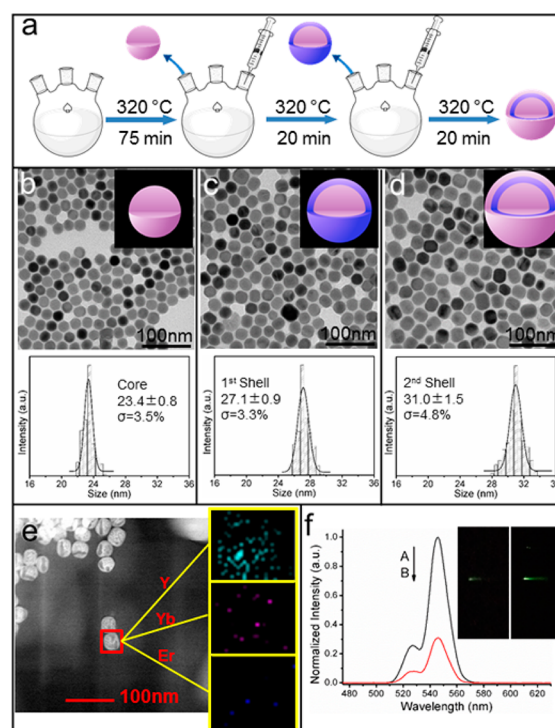 a
320 °C
75 min
320 °C
20 min
320 °C
20 min
b
100nm
c
100nm
d
100nm
Intensity (a.u.)
Core
23.4±0.8
σ=3.5%
16 20 24 28 32 36
Size (nm)
Intensity (a.u.)
1st Shell
27.1±0.9
σ=3.3%
16 20 24 28 32 36
Size (nm)
Intensity (a.u.)
2nd Shell
31.0±1.5
σ=4.8%
16 20 24 28 32 36
Size (nm)
e
Y
Yb
Er
100nm
f
Normalized Intensity (a.u.)
A
B
1.0
0.8
0.6
0.4
0.2
0.0
480 500 520 540 560 580 600 620
Wavelength (nm)